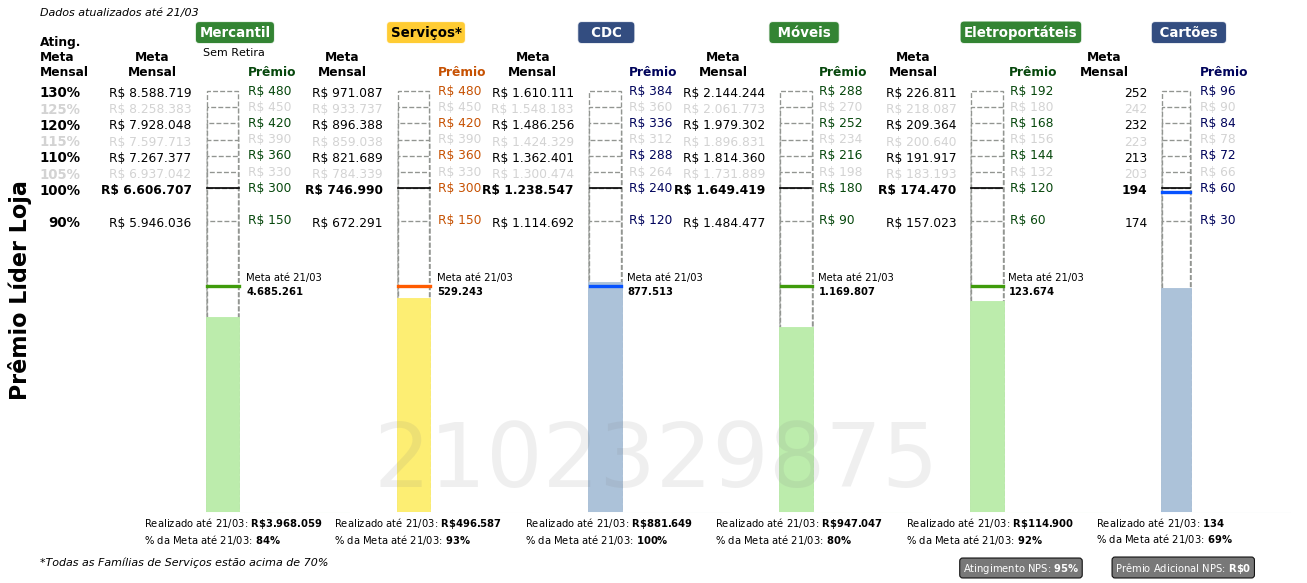 Dados atualizados até 21/03
Mercantil Serviços* CDC Móveis Eletroportáteis Cartões
Sem Retira
Ating. Meta Mensal Meta Mensal Prêmio Meta Mensal Prêmio Meta Mensal Prêmio Meta Mensal Prêmio Meta Mensal Prêmio Meta Mensal Prêmio
130% R$ 8.588.719 R$ 480 R$ 971.087 R$ 480 R$ 1.610.111 R$ 384 R$ 2.144.244 R$ 288 R$ 226.811 R$ 192 252 R$ 96
125% R$ 8.258.383 R$ 450 R$ 933.737 R$ 450 R$ 1.548.183 R$ 360 R$ 2.061.773 R$ 270 R$ 218.087 R$ 180 242 R$ 90
120% R$ 7.928.048 R$ 420 R$ 896.388 R$ 420 R$ 1.486.256 R$ 336 R$ 1.979.302 R$ 252 R$ 209.364 R$ 168 232 R$ 84
115% R$ 7.597.713 R$ 390 R$ 859.038 R$ 390 R$ 1.424.329 R$ 312 R$ 1.896.831 R$ 234 R$ 200.640 R$ 156 223 R$ 78
110% R$ 7.267.377 R$ 360 R$ 821.689 R$ 360 R$ 1.362.401 R$ 288 R$ 1.814.360 R$ 216 R$ 191.917 R$ 144 213 R$ 72
105% R$ 6.937.042 R$ 330 R$ 784.339 R$ 330 R$ 1.300.474 R$ 264 R$ 1.731.889 R$ 198 R$ 183.193 R$ 132 203 R$ 66
100% R$ 6.606.707 R$ 300 R$ 746.990 R$ 300 R$ 1.238.547 R$ 240 R$ 1.649.419 R$ 180 R$ 174.470 R$ 120 194 R$ 60
90% R$ 5.946.036 R$ 150 R$ 672.291 R$ 150 R$ 1.114.692 R$ 120 R$ 1.484.477 R$ 90 R$ 157.023 R$ 60 174 R$ 30
Prêmio Líder Loja
Meta até 21/03 Meta até 21/03 Meta até 21/03 Meta até 21/03 Meta até 21/03
4.685.261 529.243 877.513 1.169.807 123.674
2102329875
Realizado até 21/03: R$3.968.059 Realizado até 21/03: R$496.587 Realizado até 21/03: R$881.649 Realizado até 21/03: R$947.047 Realizado até 21/03: R$114.900 Realizado até 21/03: 134
% da Meta até 21/03: 84% % da Meta até 21/03: 93% % da Meta até 21/03: 100% % da Meta até 21/03: 80% % da Meta até 21/03: 92% % da Meta até 21/03: 69%
*Todas as Famílias de Serviços estão acima de 70%
Atingimento NPS: 95% Prêmio Adicional NPS: R$0